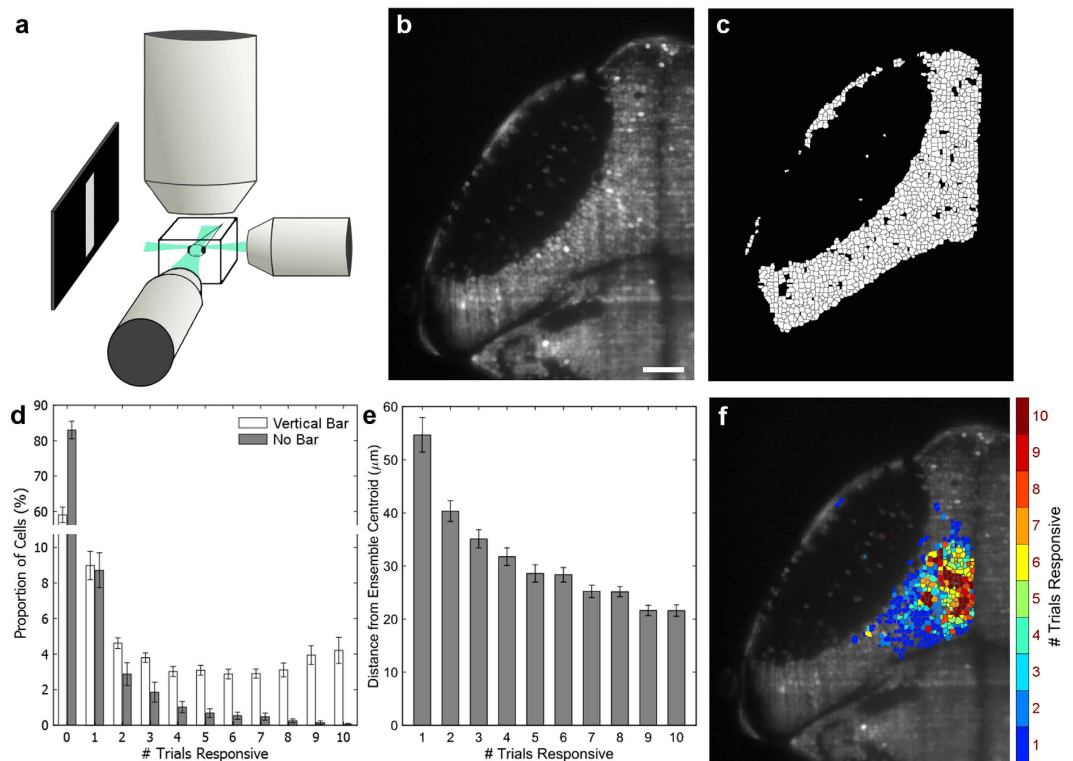 a
b
c
d
90
80
70
60
8
6
4
2
0
Proportion of Cells (%)
Vertical Bar
No Bar
0 1 2 3 4 5 6 7 8 9 10
# Trials Responsive
e
60
50
40
30
20
10
0
Distance from Ensemble Centroid (μm)
1 2 3 4 5 6 7 8 9 10
# Trials Responsive
f
10
9
8
7
6
5
4
3
2
1
# Trials Responsive